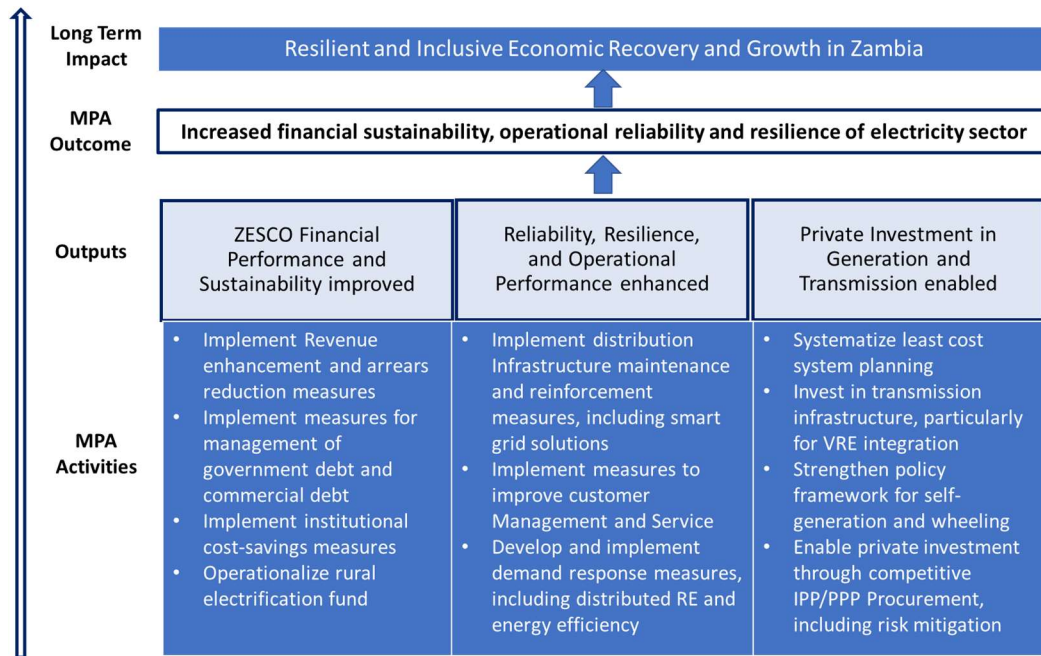 Long Term
Impact
Resilient and Inclusive Economic Recovery and Growth in Zambia
MPA
Outcome
Increased financial sustainability, operational reliability and resilience of electricity sector
Outputs
ZESCO Financial
Performance and
Sustainability improved
Reliability, Resilience,
and Operational
Performance enhanced
Private Investment in
Generation and
Transmission enabled
MPA
Activities
• Implement Revenue
enhancement and arrears
reduction measures
• Implement measures for
management of
government debt and
commercial debt
• Implement institutional
cost-savings measures
• Operationalize rural
electrification fund
• Implement distribution
Infrastructure maintenance
and reinforcement
measures, including smart
grid solutions
• Implement measures to
improve customer
Management and Service
• Develop and implement
demand response measures,
including distributed RE and
energy efficiency
• Systematize least cost
system planning
• Invest in transmission
infrastructure, particularly
for VRE integration
• Strengthen policy
framework for self-
generation and wheeling
• Enable private investment
through competitive
IPP/PPP Procurement,
including risk mitigation